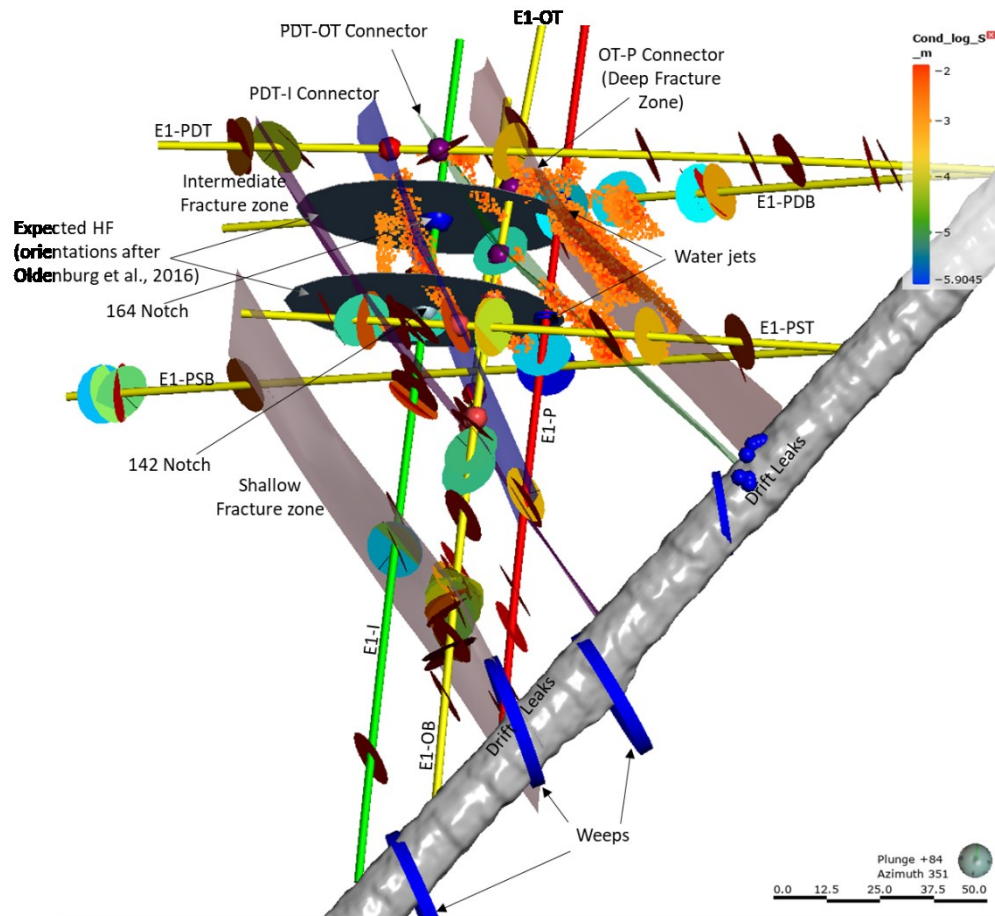 E1-OT
PDT-OT Connector
OT-P Connector
(Deep Fracture
Zone)
Cond_log_S
_m
−2
−3
−4
−5
−5.9045
PDT-I Connector
E1-PDT
Intermediate
Fracture zone
E1-PDB
Expected HF
(orientations after
Oldenburg et al., 2016)
Water jets
164 Notch
E1-PST
E1-PSB
E1-P
142 Notch
Shallow
Fracture zone
Drift Leaks
E1-I
E1-OB
Drift Leaks
Weeps
Plunge +84
Azimuth 351
0.0 12.5 25.0 37.5 50.0